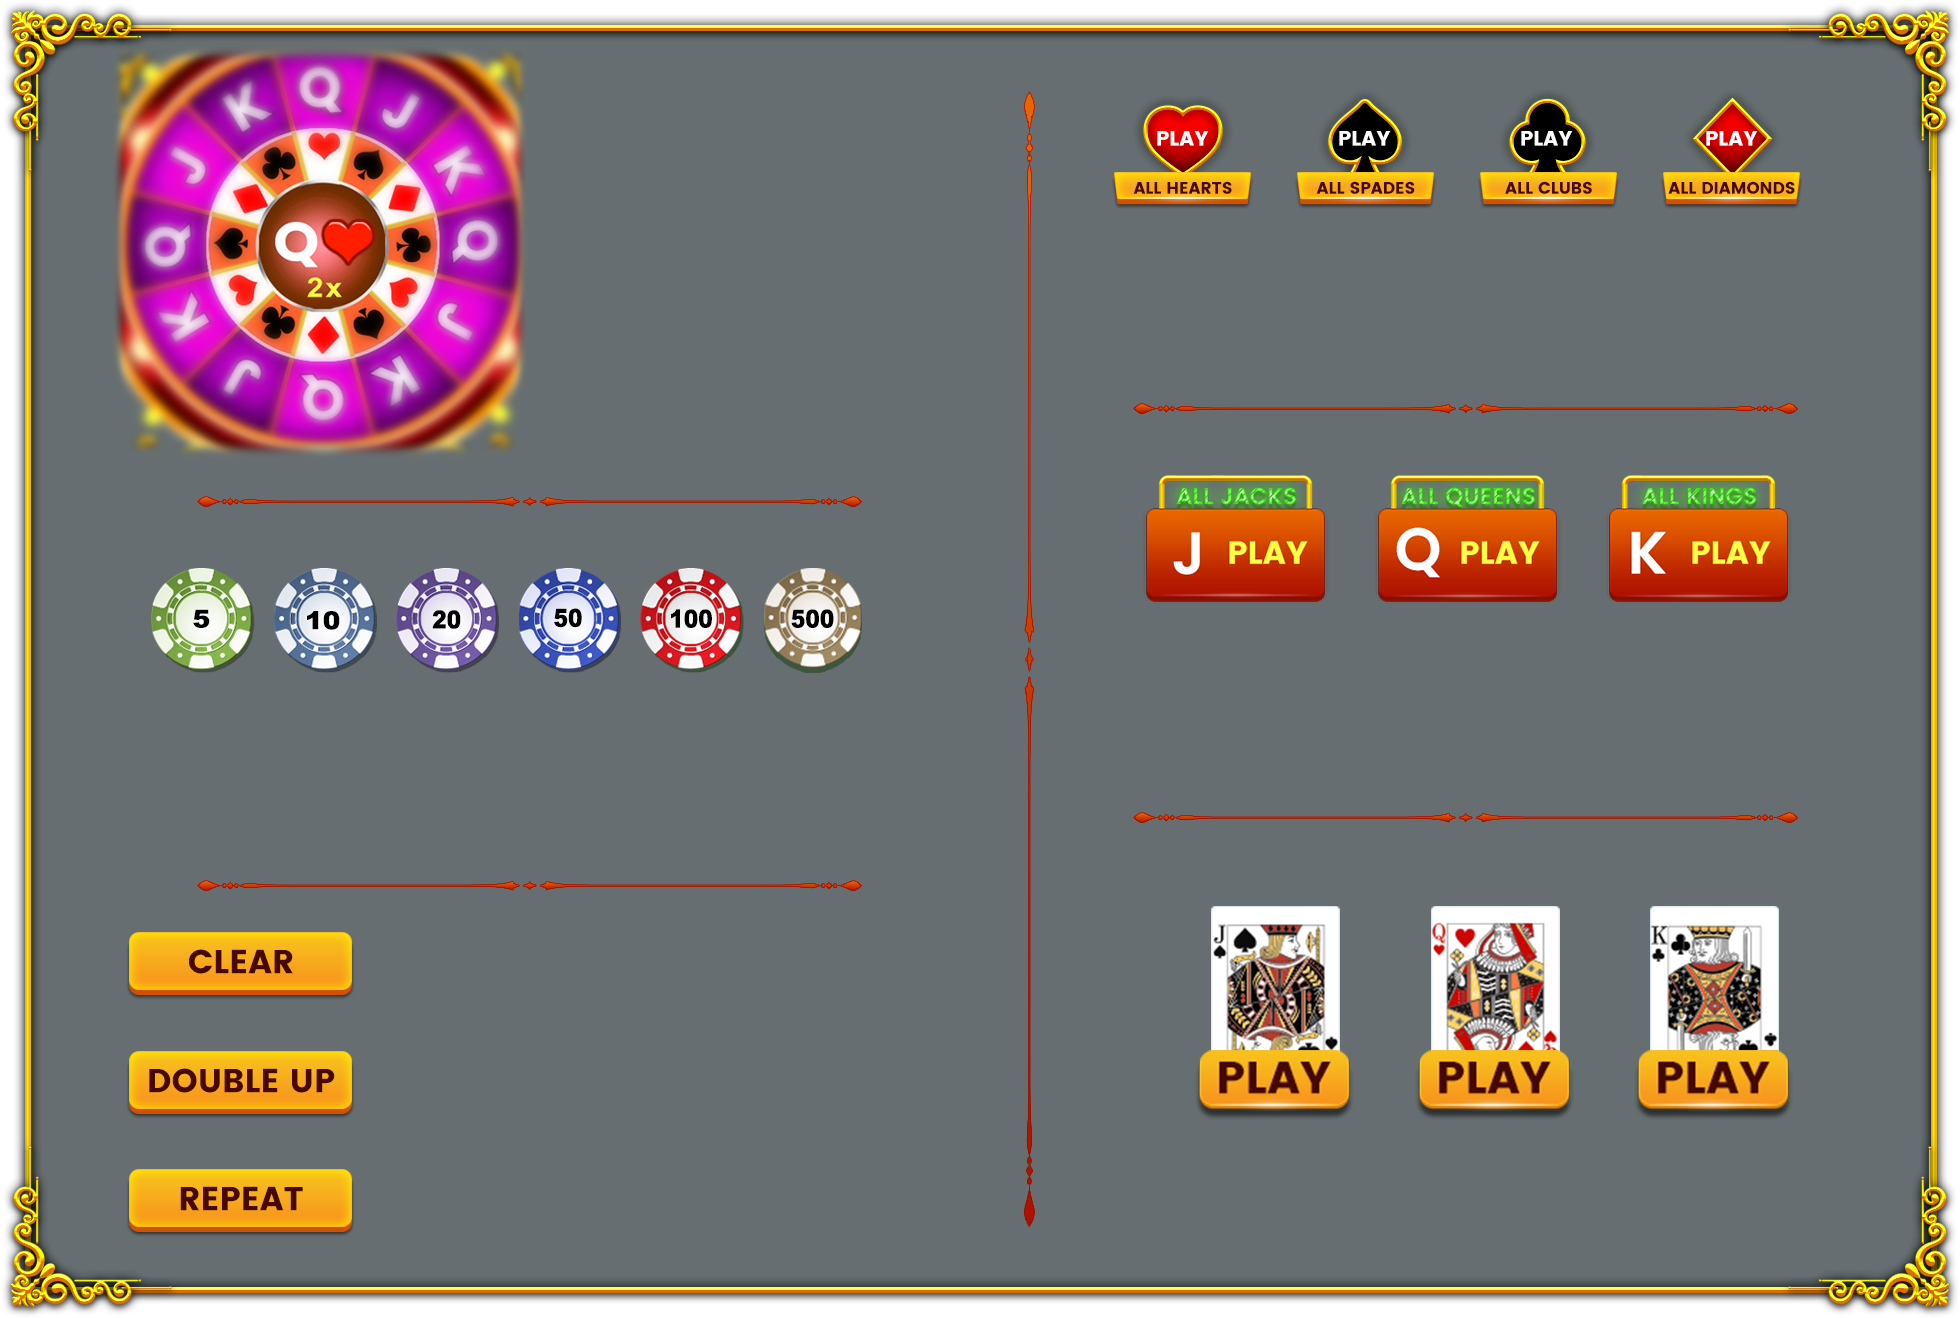 Q
K
J
J
K
Q
Q
Q
2x
K
J
J
K
Q
5
10
20
50
100
500
CLEAR
DOUBLE UP
REPEAT
PLAY
ALL HEARTS
PLAY
ALL SPADES
PLAY
ALL CLUBS
PLAY
ALL DIAMONDS
ALL JACKS
J PLAY
ALL QUEENS
Q PLAY
ALL KINGS
K PLAY
J
PLAY
Q
PLAY
K
PLAY